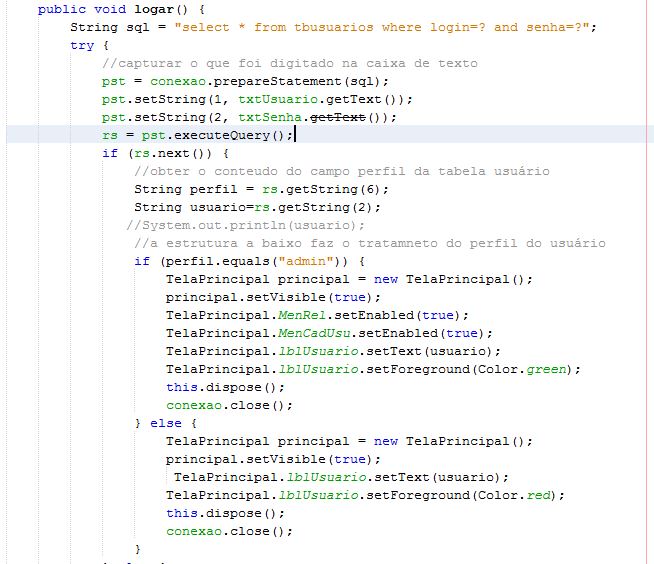 public void logar() {
String sql = "select * from tbusuarios where login=? and senha=?";
try {
//capturar o que foi digitado na caixa de texto
pst = conexao.prepareStatement(sql);
pst.setString(1, txtUsuario.getText());
pst.setString(2, txtSenha.getText());
rs = pst.executeQuery();
if (rs.next()) {
//obter o conteudo do campo perfil da tabela usuário
String perfil = rs.getString(6);
String usuario=rs.getString(2);
//System.out.println(usuario);
//a estrutura a baixo faz o tratamneto do perfil do usuário
if (perfil.equals("admin")) {
TelaPrincipal principal = new TelaPrincipal();
principal.setVisible(true);
TelaPrincipal.MenRel.setEnabled(true);
TelaPrincipal.MenCadUsu.setEnabled(true);
TelaPrincipal.lblUsuario.setText(usuario);
TelaPrincipal.lblUsuario.setForeground(Color.green);
this.dispose();
conexao.close();
} else {
TelaPrincipal principal = new TelaPrincipal();
principal.setVisible(true);
TelaPrincipal.lblUsuario.setText(usuario);
TelaPrincipal.lblUsuario.setForeground(Color.red);
this.dispose();
conexao.close();
}